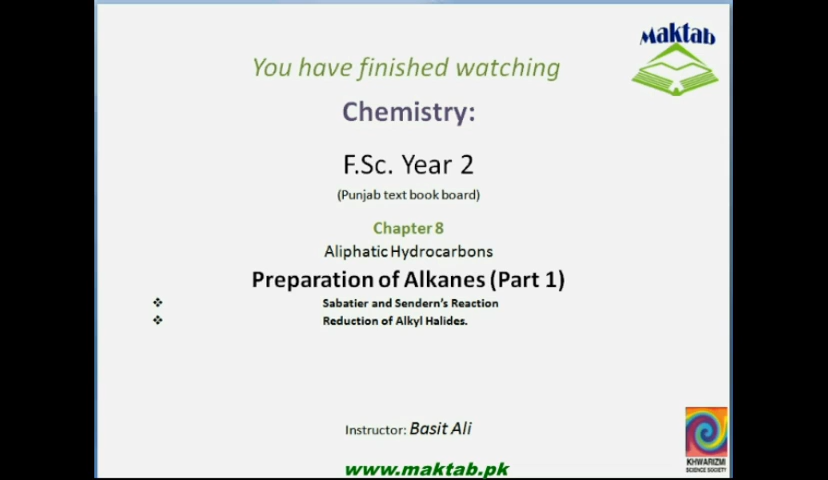 Maktab
You have finished watching
Chemistry:
F.Sc. Year 2
(Punjab text book board)
Chapter 8
Aliphatic Hydrocarbons
Preparation of Alkanes (Part 1)
❖ Sabatier and Sendern's Reaction
❖ Reduction of Alkyl Halides.
Instructor: Basit Ali
KHWARIZMI
SCIENCE SOCIETY
www.maktab.pk